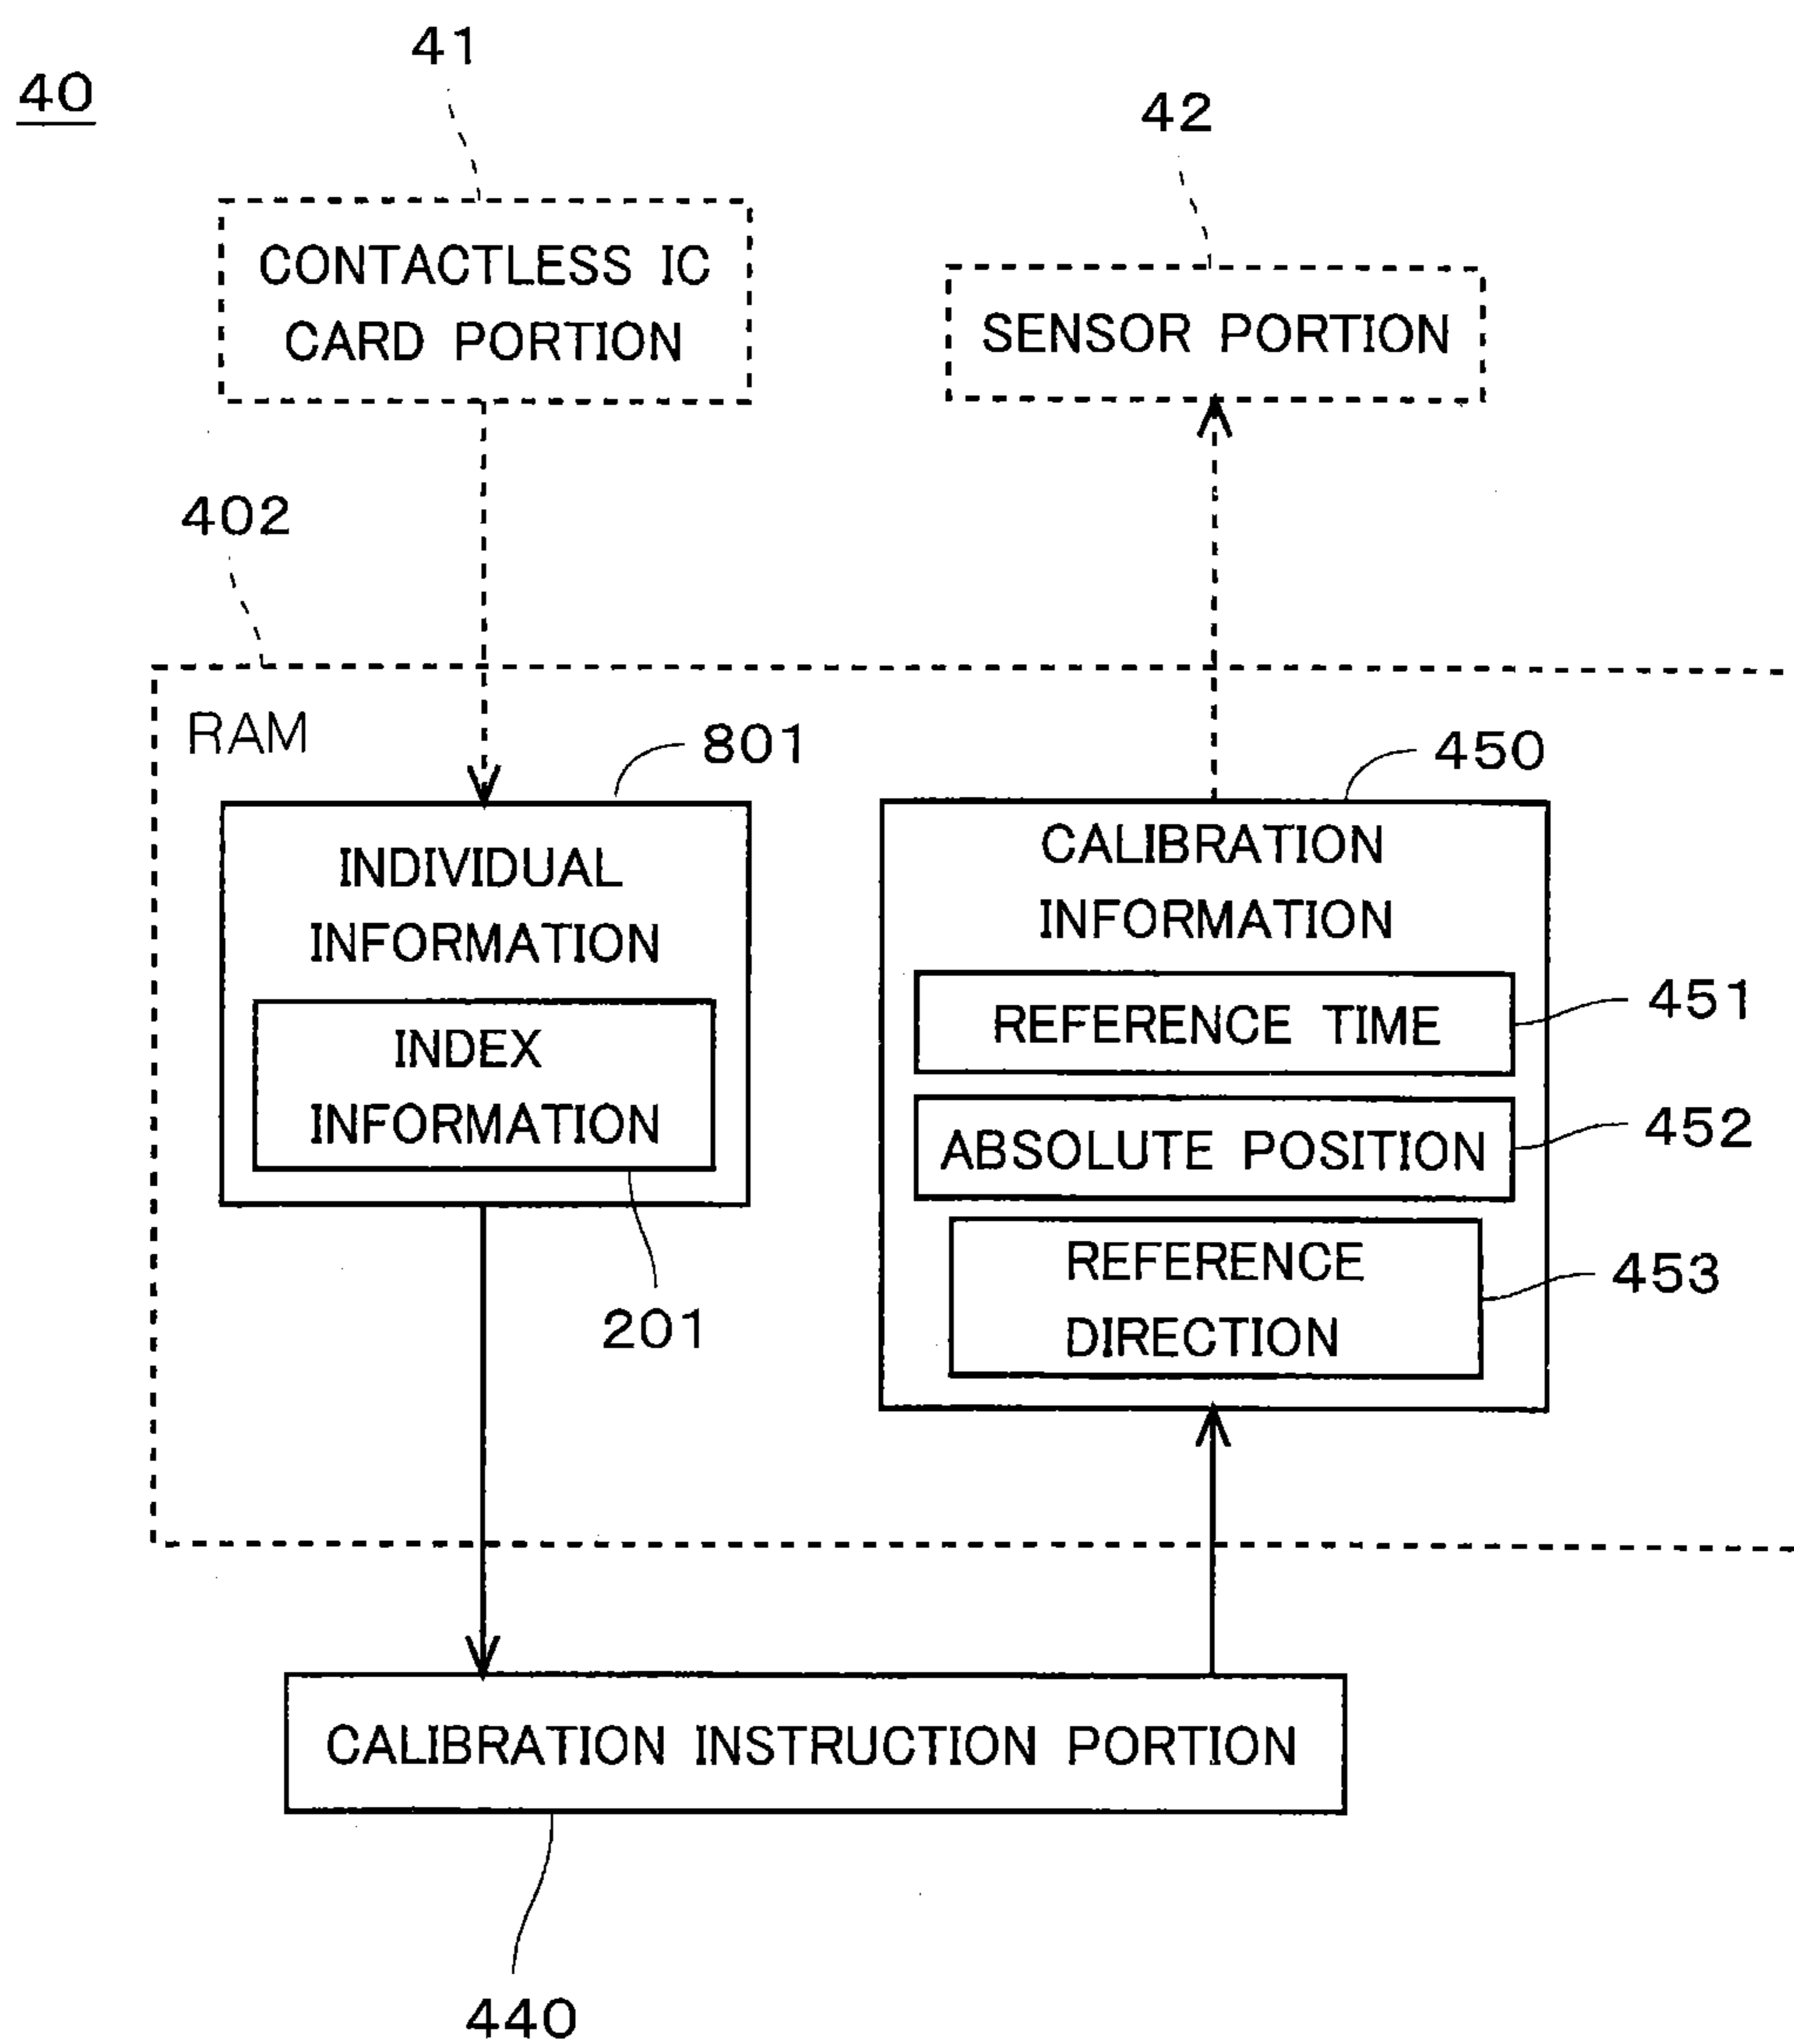 40
41
42
CONTACTLESS IC
CARD PORTION
SENSOR PORTION
402
RAM
801
450
INDIVIDUAL
INFORMATION
INDEX
INFORMATION
201
CALIBRATION
INFORMATION
REFERENCE TIME
451
ABSOLUTE POSITION
452
REFERENCE
DIRECTION
453
CALIBRATION INSTRUCTION PORTION
440